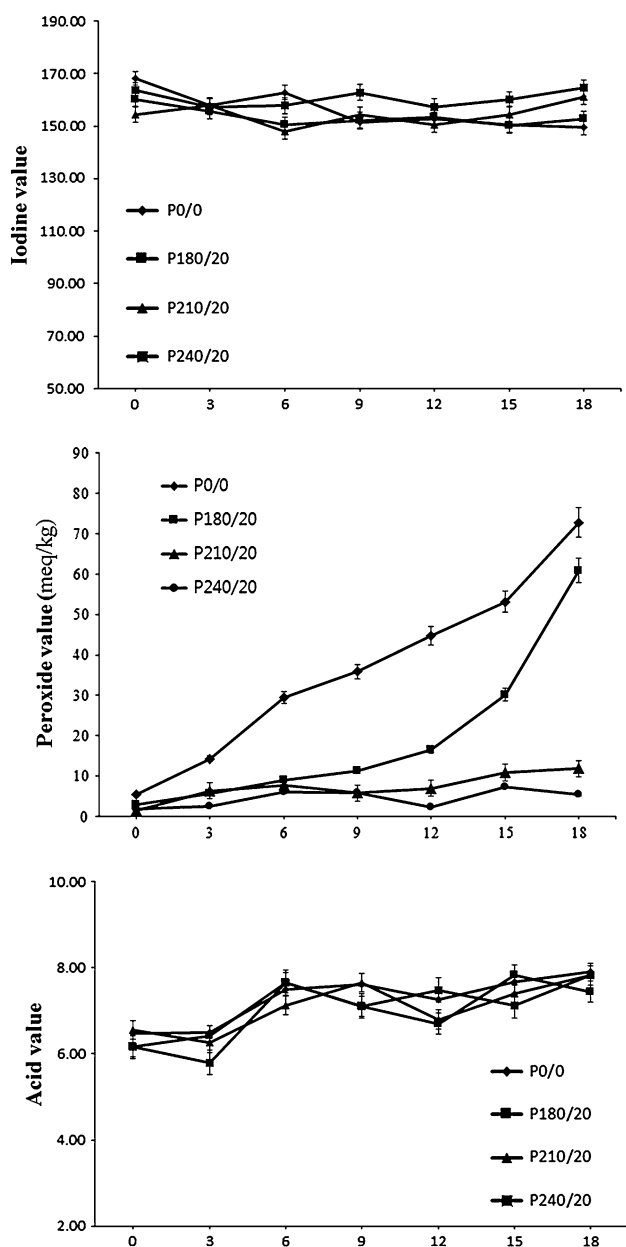 190.00
170.00
150.00
130.00
110.00
90.00
70.00
50.00
Iodine value
P0/0
P180/20
P210/20
P240/20
0 3 6 9 12 15 18
90
80
70
60
50
40
30
20
10
0
Peroxide value (meq/kg)
P0/0
P180/20
P210/20
P240/20
0 3 6 9 12 15 18
10.00
8.00
6.00
4.00
2.00
Acid value
P0/0
P180/20
P210/20
P240/20
0 3 6 9 12 15 18